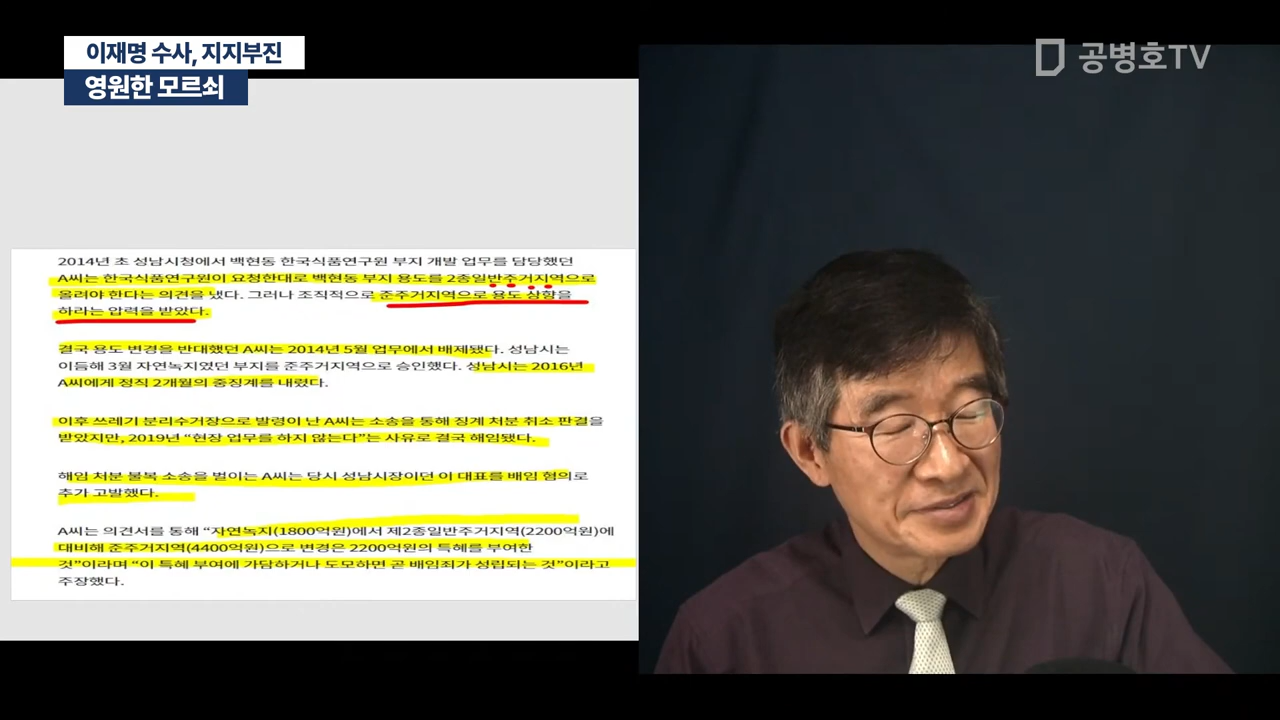 이재명 수사, 지지부진
영원한 모르쇠
공병호TV
2014년 초 성남시청에서 백현동 한국식품연구원 부지 개발 업무를 담당했던
A씨는 한국식품연구원이 요청한대로 백현동 부지 용도를 2종일반주거지역으로
올려야 한다는 의견을 냈다. 그러나 조직적으로 준주거지역으로 용도 상향을
하라는 압력을 받았다.
결국 용도 변경을 반대했던 A씨는 2014년 5월 업무에서 배제됐다. 성남시는
이듬해 3월 자연녹지였던 부지를 준주거지역으로 승인했다. 성남시는 2016년
A씨에게 정직 2개월의 중징계를 내렸다.
이후 쓰레기 분리수거장으로 발령이 난 A씨는 소송을 통해 징계 처분 취소 판결을
받았지만, 2019년 “현장 업무를 하지 않는다”는 사유로 결국 해임됐다.
해임 처분 불복 소송을 벌이는 A씨는 당시 성남시장이던 이 대표를 배임 혐의로
추가 고발했다.
A씨는 의견서를 통해 “자연녹지(1800억원)에서 제2종일반주거지역(2200억원)에
대비해 준주거지역(4400억원)으로 변경은 2200억원의 특혜를 부여한
것”이라며 “이 특혜 부여에 가담하거나 도모하면 곧 배임죄가 성립되는 것”이라고
주장했다.